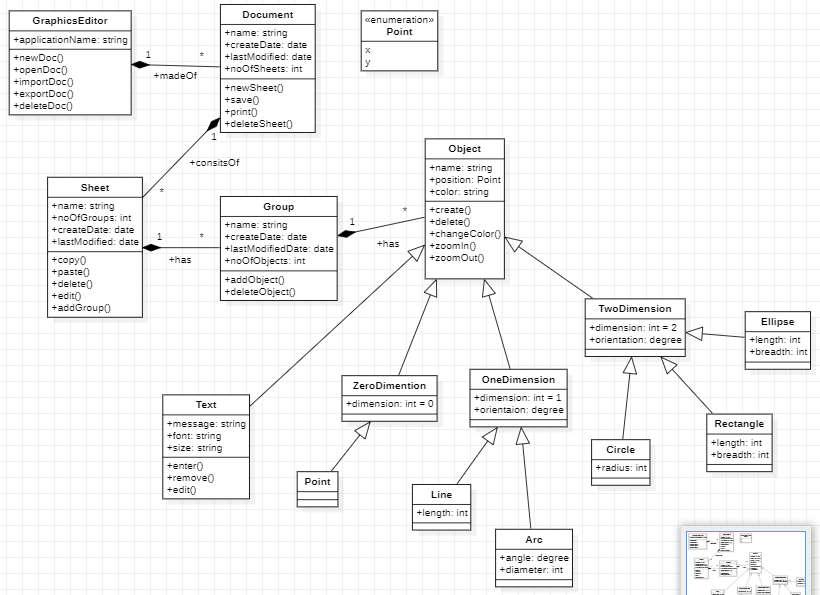 GraphicsEditor
+applicationName: string
+newDoc()
+openDoc()
+importDoc()
+exportDoc()
+deleteDoc()
1
*
+madeOf
Document
+name: string
+createDate: date
+lastModified: date
+noOfSheets: int
+newSheet()
+save()
+print()
+deleteSheet()
«enumeration»
Point
x
y
1
+consitsOf
*
Sheet
+name: string
+noOfGroups: int
+createDate: date
+lastModified: date
+copy()
+paste()
+delete()
+edit()
+addGroup()
1
*
+has
Group
+name: string
+createDate: date
+lastModifiedDate: date
+noOfObjects: int
+addObject()
+deleteObject()
1
*
+has
Object
+name: string
+position: Point
+color: string
+create()
+delete()
+changeColor()
+zoomIn()
+zoomOut()
TwoDimension
+dimension: int = 2
+orientation: degree
Ellipse
+length: int
+breadth: int
Text
+message: string
+font: string
+size: string
+enter()
+remove()
+edit()
ZeroDimention
+dimension: int = 0
OneDimension
+dimension: int = 1
+orientaion: degree
Circle
+radius: int
Rectangle
+length: int
+breadth: int
Point
Line
+length: int
Arc
+angle: degree
+diameter: int